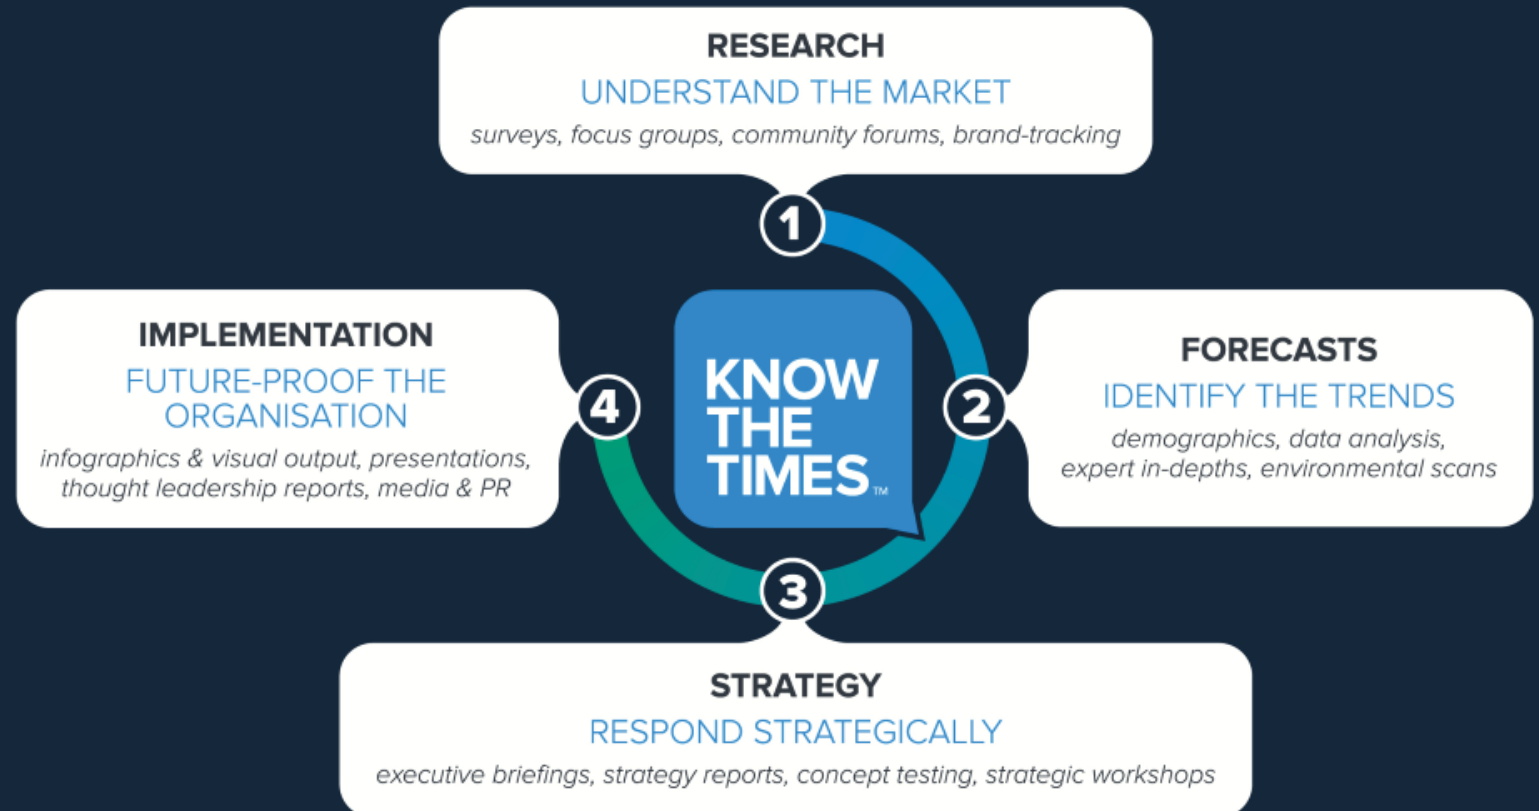 RESEARCH
UNDERSTAND THE MARKET
surveys, focus groups, community forums, brand-tracking
1
IMPLEMENTATION
FUTURE-PROOF THE
ORGANISATION
infographics & visual output, presentations,
thought leadership reports, media & PR
4
KNOW
THE
TIMES™
2
FORECASTS
IDENTIFY THE TRENDS
demographics, data analysis,
expert in-depths, environmental scans
3
STRATEGY
RESPOND STRATEGICALLY
executive briefings, strategy reports, concept testing, strategic workshops